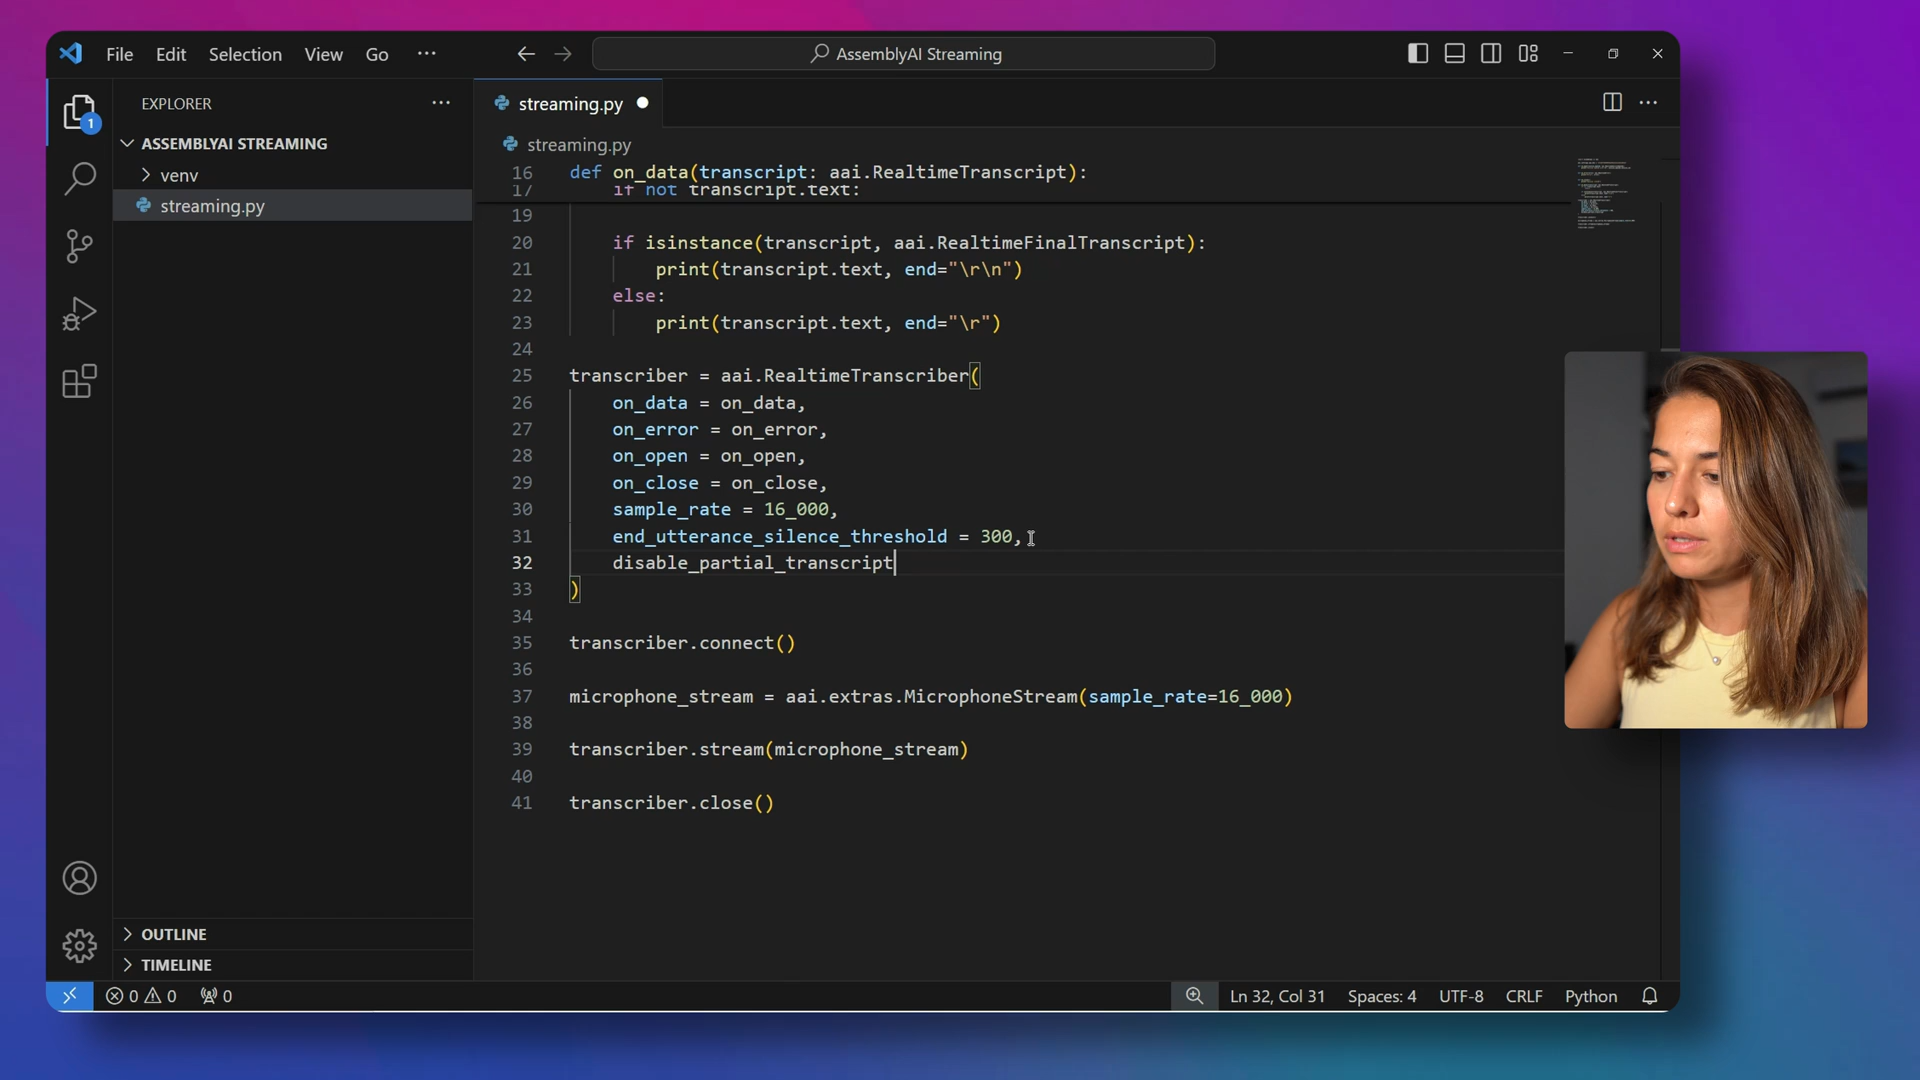 File Edit Selection View Go ··· AssemblyAI Streaming
EXPLORER
1
ASSEMBLYAI STREAMING
venv
streaming.py
OUTLINE
TIMELINE
streaming.py
streaming.py
16 def on_data(transcript: aai.RealtimeTranscript):
17 if not transcript.text:
19
20 if isinstance(transcript, aai.RealtimeFinalTranscript):
21 print(transcript.text, end="\r\n")
22 else:
23 print(transcript.text, end="\r")
24
25 transcriber = aai.RealtimeTranscriber(
26 on_data = on_data,
27 on_error = on_error,
28 on_open = on_open,
29 on_close = on_close,
30 sample_rate = 16_000,
31 end_utterance_silence_threshold = 300,
32 disable_partial_transcript
33 )
34
35 transcriber.connect()
36
37 microphone_stream = aai.extras.MicrophoneStream(sample_rate=16_000)
38
39 transcriber.stream(microphone_stream)
40
41 transcriber.close()
0 0 0 Ln 32, Col 31 Spaces: 4 UTF-8 CRLF Python